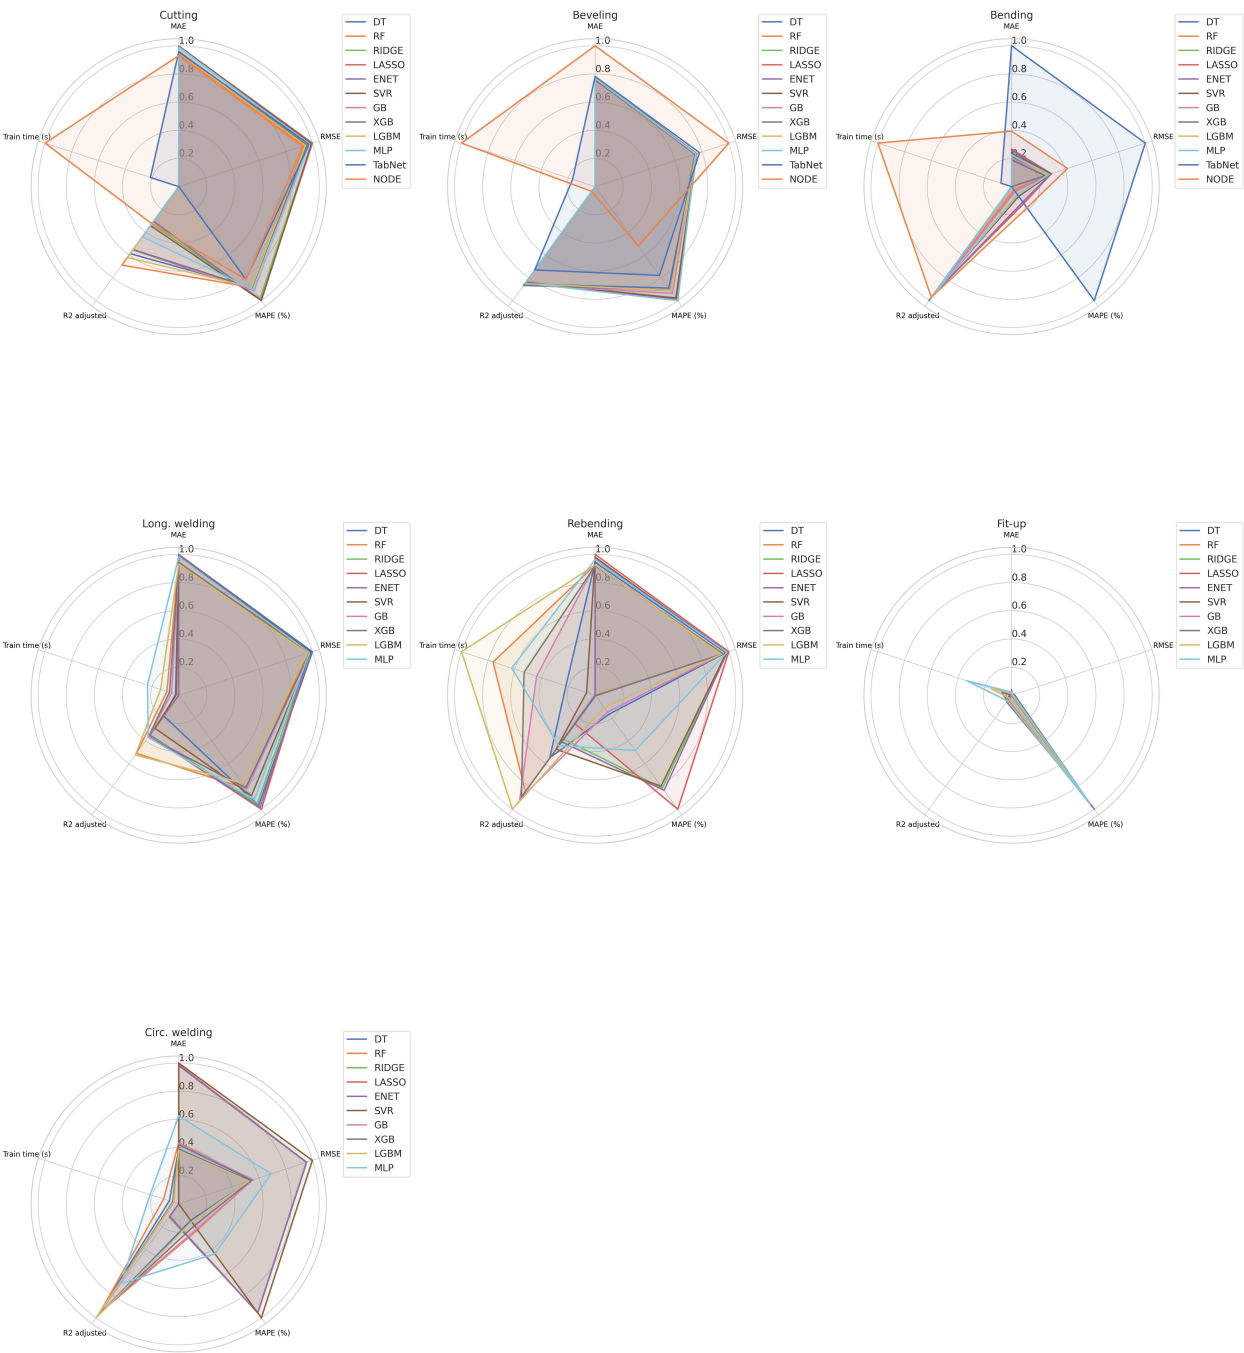 Cutting
MAE
1.0
0.8
0.6
0.4
0.2
Train time (s)
RMSE
R2 adjusted
MAPE (%)
DT
RF
RIDGE
LASSO
ENET
SVR
GB
XGB
LGBM
MLP
TabNet
NODE
Beveling
MAE
1.0
0.8
0.6
0.4
0.2
Train time (s)
RMSE
R2 adjusted
MAPE (%)
DT
RF
RIDGE
LASSO
ENET
SVR
GB
XGB
LGBM
MLP
TabNet
NODE
Bending
MAE
1.0
0.8
0.6
0.4
0.2
Train time (s)
RMSE
R2 adjusted
MAPE (%)
DT
RF
RIDGE
LASSO
ENET
SVR
GB
XGB
LGBM
MLP
TabNet
NODE
Long. welding
MAE
1.0
0.8
0.6
0.4
0.2
Train time (s)
RMSE
R2 adjusted
MAPE (%)
DT
RF
RIDGE
LASSO
ENET
SVR
GB
XGB
LGBM
MLP
Rebending
MAE
1.0
0.8
0.6
0.4
0.2
Train time (s)
RMSE
R2 adjusted
MAPE (%)
DT
RF
RIDGE
LASSO
ENET
SVR
GB
XGB
LGBM
MLP
Fit-up
MAE
1.0
0.8
0.6
0.4
0.2
Train time (s)
RMSE
R2 adjusted
MAPE (%)
DT
RF
RIDGE
LASSO
ENET
SVR
GB
XGB
LGBM
MLP
Circ. welding
MAE
1.0
0.8
0.6
0.4
0.2
Train time (s)
RMSE
R2 adjusted
MAPE (%)
DT
RF
RIDGE
LASSO
ENET
SVR
GB
XGB
LGBM
MLP